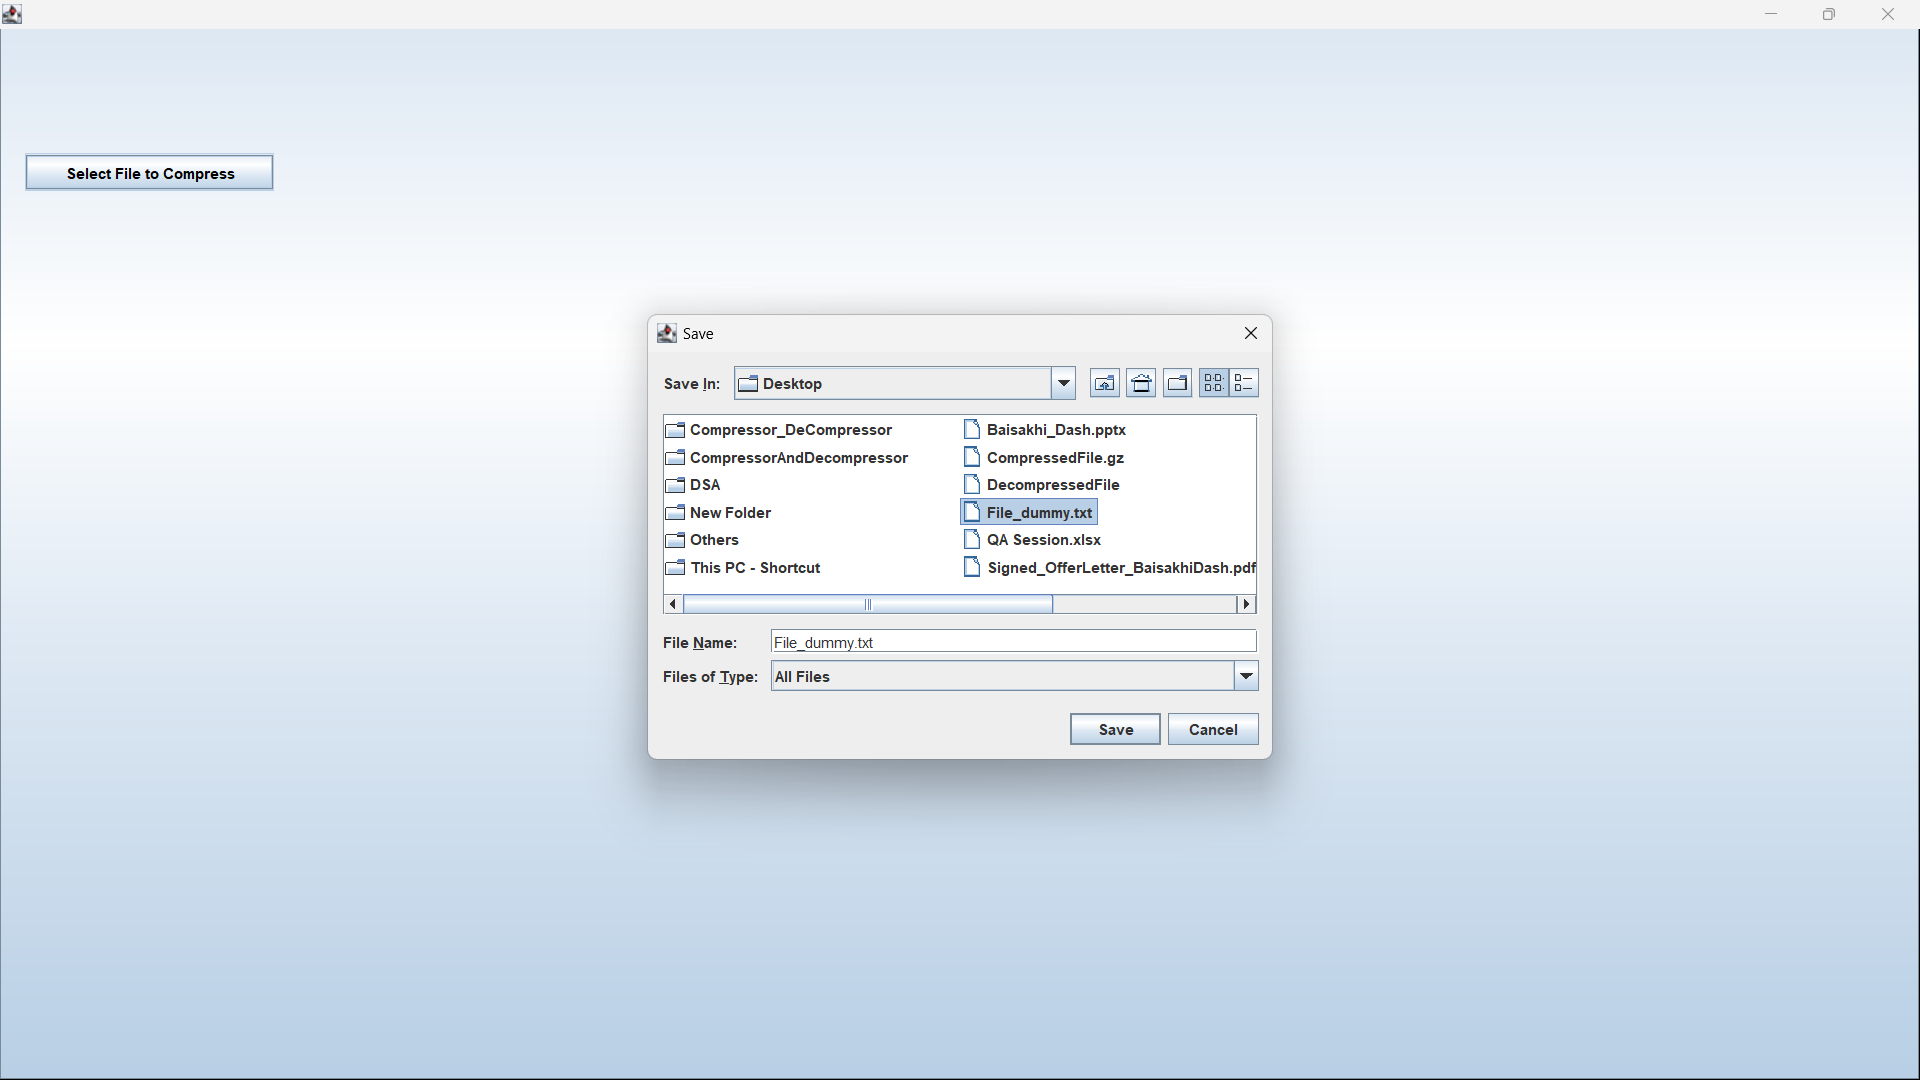 Select File to Compress
Save
Save In:
Desktop
Compressor_DeCompressor
CompressorAndDecompressor
DSA
New Folder
Others
This PC - Shortcut
Baisakhi_Dash.pptx
CompressedFile.gz
DecompressedFile
File_dummy.txt
QA Session.xlsx
Signed_OfferLetter_BaisakhiDash.pdf
File Name:
File_dummy.txt
Files of Type:
All Files
Save
Cancel